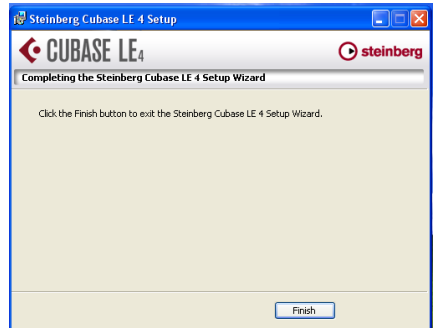 Steinberg Cubase LE 4 Setup
CUBASE LE4
steinberg
Completing the Steinberg Cubase LE 4 Setup Wizard
Click the Finish button to exit the Steinberg Cubase LE 4 Setup Wizard.
Finish